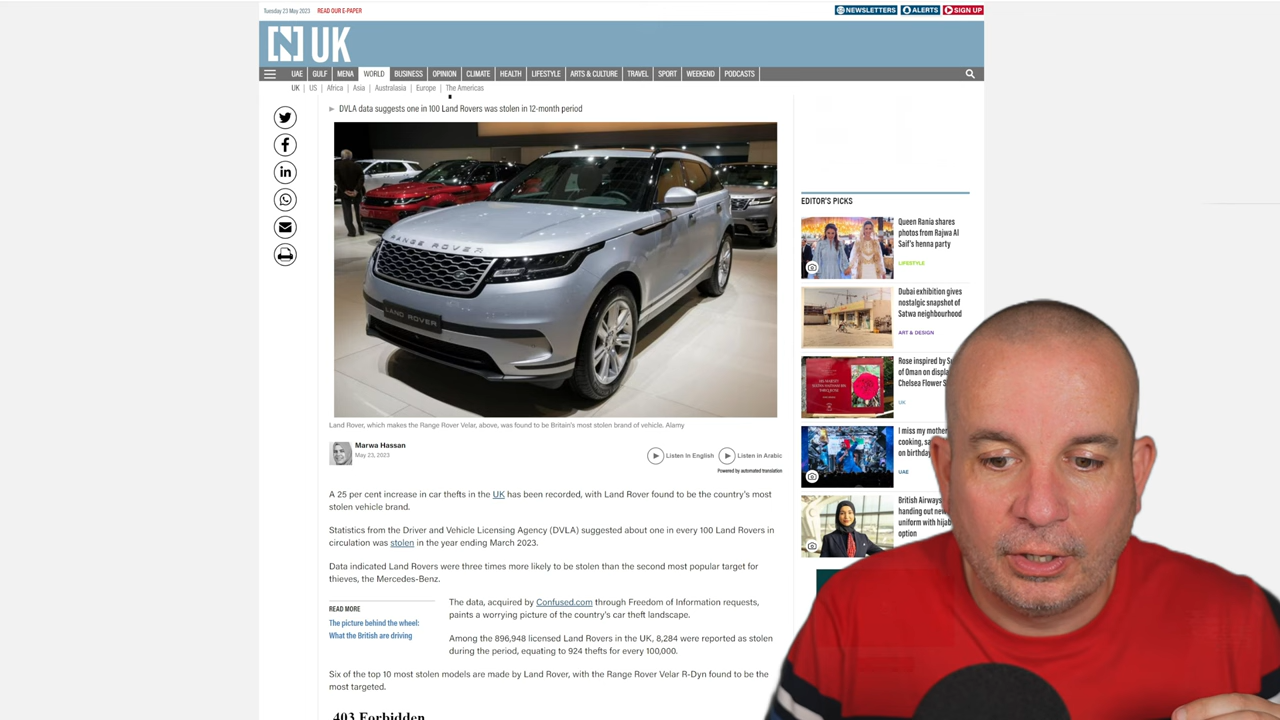 Tuesday 23 May 2023
READ OUR E-PAPER
NEWSLETTERS
ALERTS
SIGN UP
N UK
UAE
GULF
MENA
WORLD
BUSINESS
OPINION
CLIMATE
HEALTH
LIFESTYLE
ARTS & CULTURE
TRAVEL
SPORT
WEEKEND
PODCASTS
UK
US
Africa
Asia
Australasia
Europe
The Americas
DVLA data suggests one in 100 Land Rovers was stolen in 12-month period
RANGE ROVER
LAND ROVER
Land Rover, which makes the Range Rover Velar, above, was found to be Britain's most stolen brand of vehicle. Alamy
Marwa Hassan
May 23, 2023
Listen In English
Listen in Arabic
Powered by automated translation
A 25 per cent increase in car thefts in the UK has been recorded, with Land Rover found to be the country's most
stolen vehicle brand.
Statistics from the Driver and Vehicle Licensing Agency (DVLA) suggested about one in every 100 Land Rovers in
circulation was stolen in the year ending March 2023.
Data indicated Land Rovers were three times more likely to be stolen than the second most popular target for
thieves, the Mercedes-Benz.
READ MORE
The picture behind the wheel:
What the British are driving
The data, acquired by Confused.com through Freedom of Information requests,
paints a worrying picture of the country's car theft landscape.
Among the 896,948 licensed Land Rovers in the UK, 8,284 were reported as stolen
during the period, equating to 924 thefts for every 100,000.
Six of the top 10 most stolen models are made by Land Rover, with the Range Rover Velar R-Dyn found to be the
most targeted.
403 Forbidden
EDITOR'S PICKS
Queen Rania shares
photos from Rajwa Al
Saif's henna party
LIFESTYLE
Dubai exhibition gives
nostalgic snapshot of
Satwa neighbourhood
ART & DESIGN
Rose inspired by
of Oman on
Chelsea Flower
UK
I miss my
cooking,
on birthday
UAE
British Airways
handing out
uniform with hijab
option